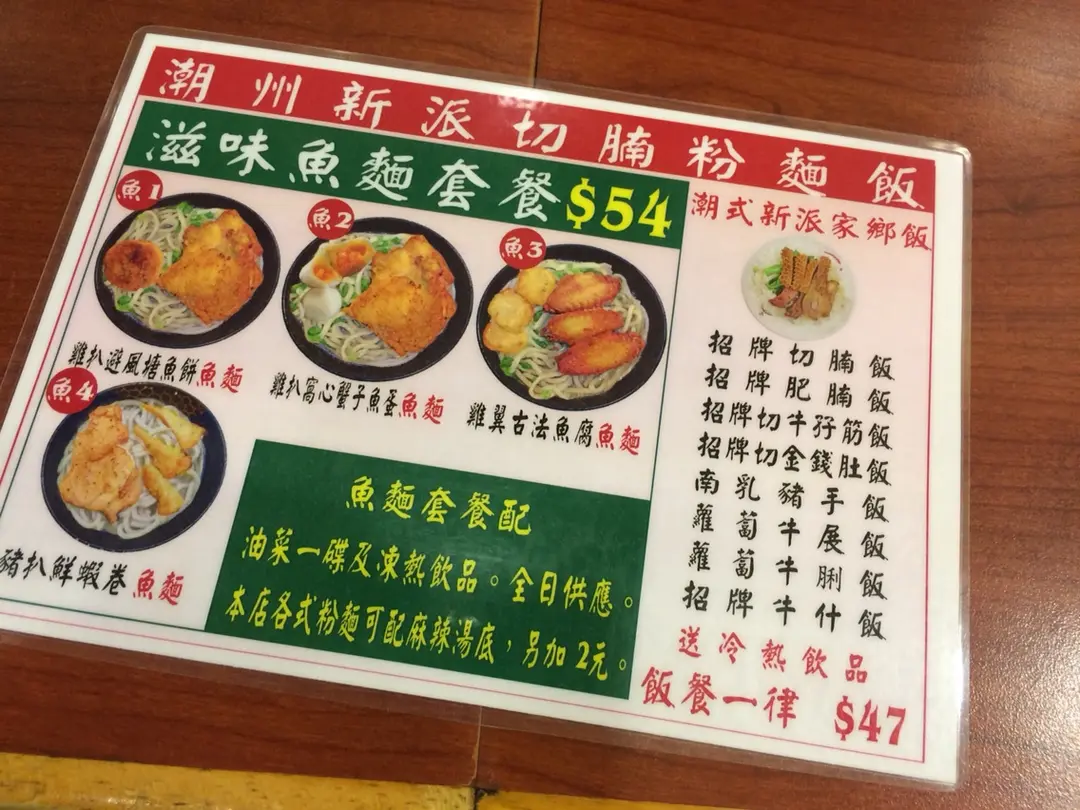 潮州新派切腩粉麵飯
滋味魚麵套餐$54
魚1
雞扒避風塘魚餅魚麵
魚2
雞扒窩心蟹子魚蛋魚麵
魚3
雞翼古法魚腐魚麵
魚4
豬扒鮮蝦卷魚麵
魚麵套餐配
油菜一碟及凍熱飲品。全日供應。
本店各式粉麵可配麻辣湯底，另加2元。
潮式新派家鄉飯
招牌切腩飯
招牌肥腩飯
招牌切牛孖筋飯
招牌切金錢肚飯
南乳豬手飯
蘿蔔牛展飯
蘿蔔牛脷飯
招牌牛什飯
送冷熱飲品
飯餐一律 $47